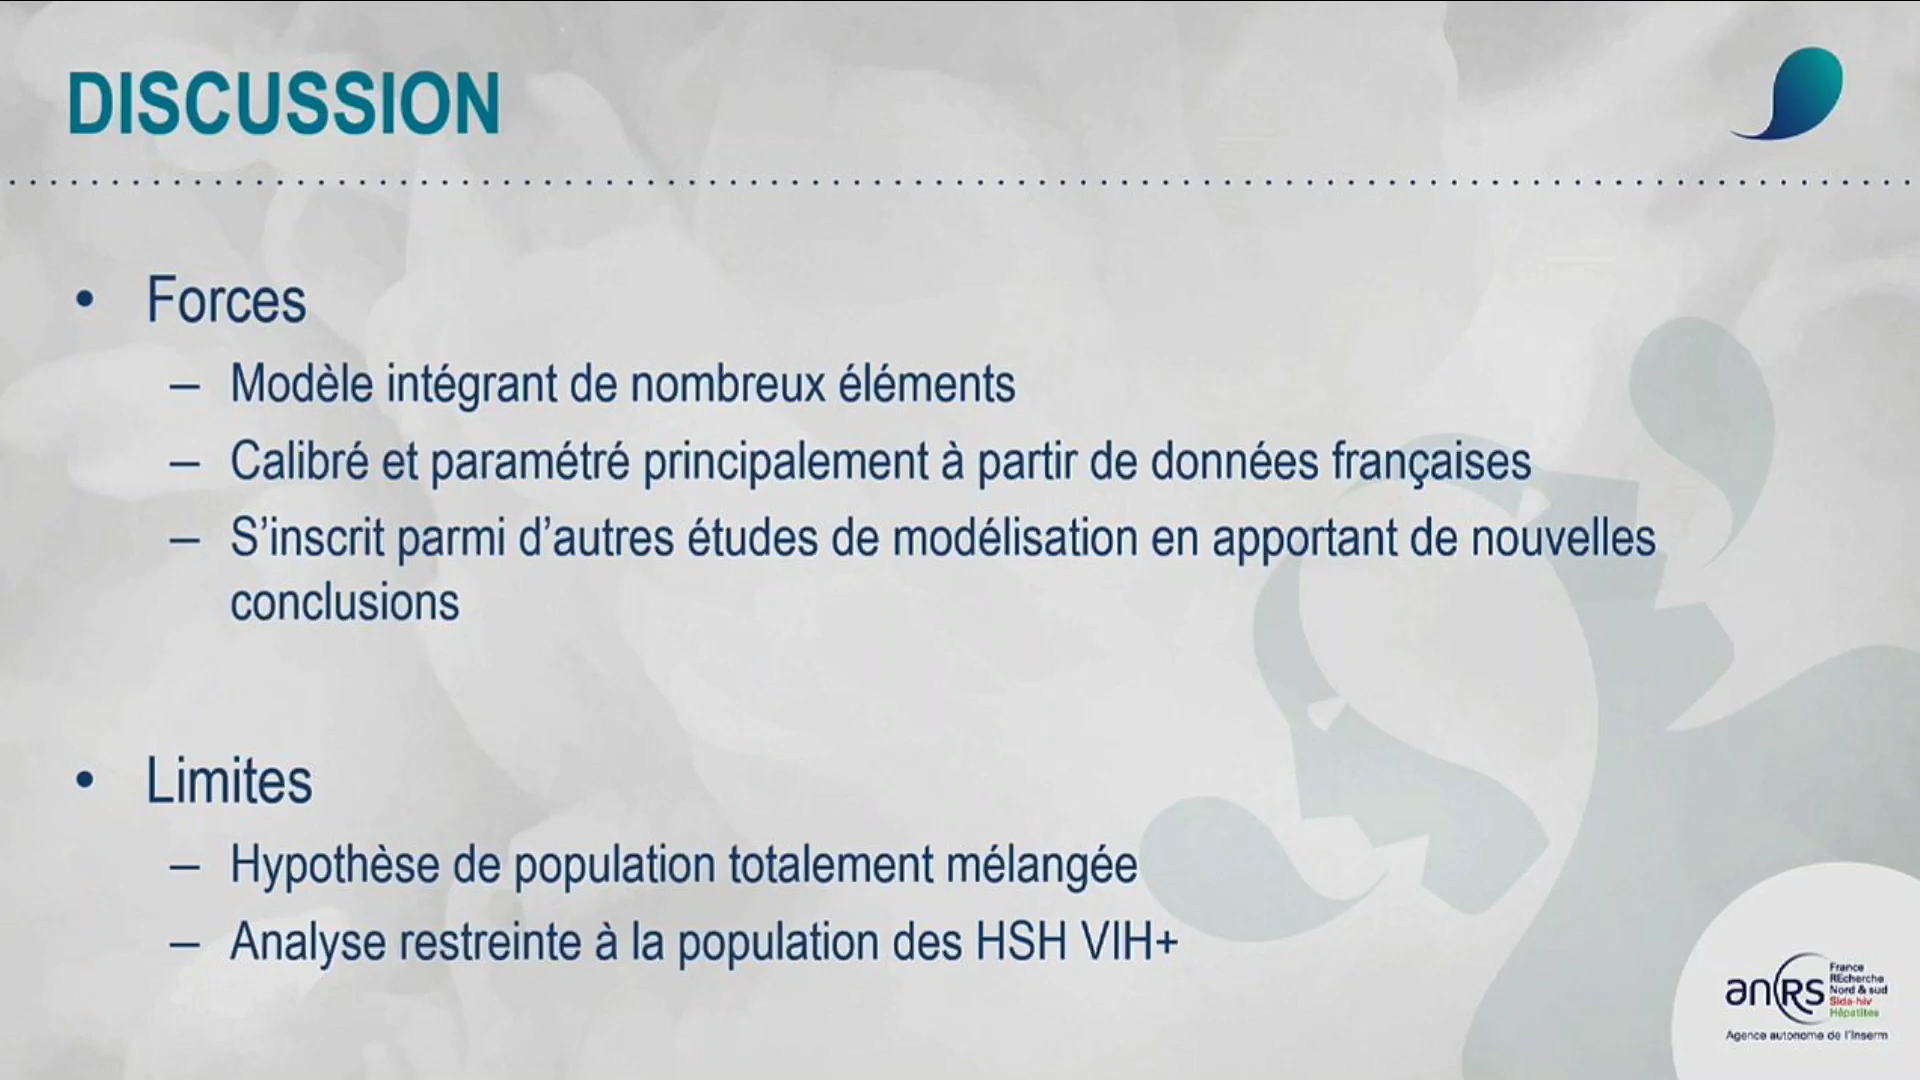 DISCUSSION
• Forces
– Modèle intégrant de nombreux éléments
– Calibré et paramétré principalement à partir de données françaises
– S’inscrit parmi d’autres études de modélisation en apportant de nouvelles
conclusions
• Limites
– Hypothèse de population totalement mélangée
– Analyse restreinte à la population des HSH VIH+
anRS
France
REcherche
Nord & sud
Sida-hiv
Hépatites
Agence autonome de l'Inserm